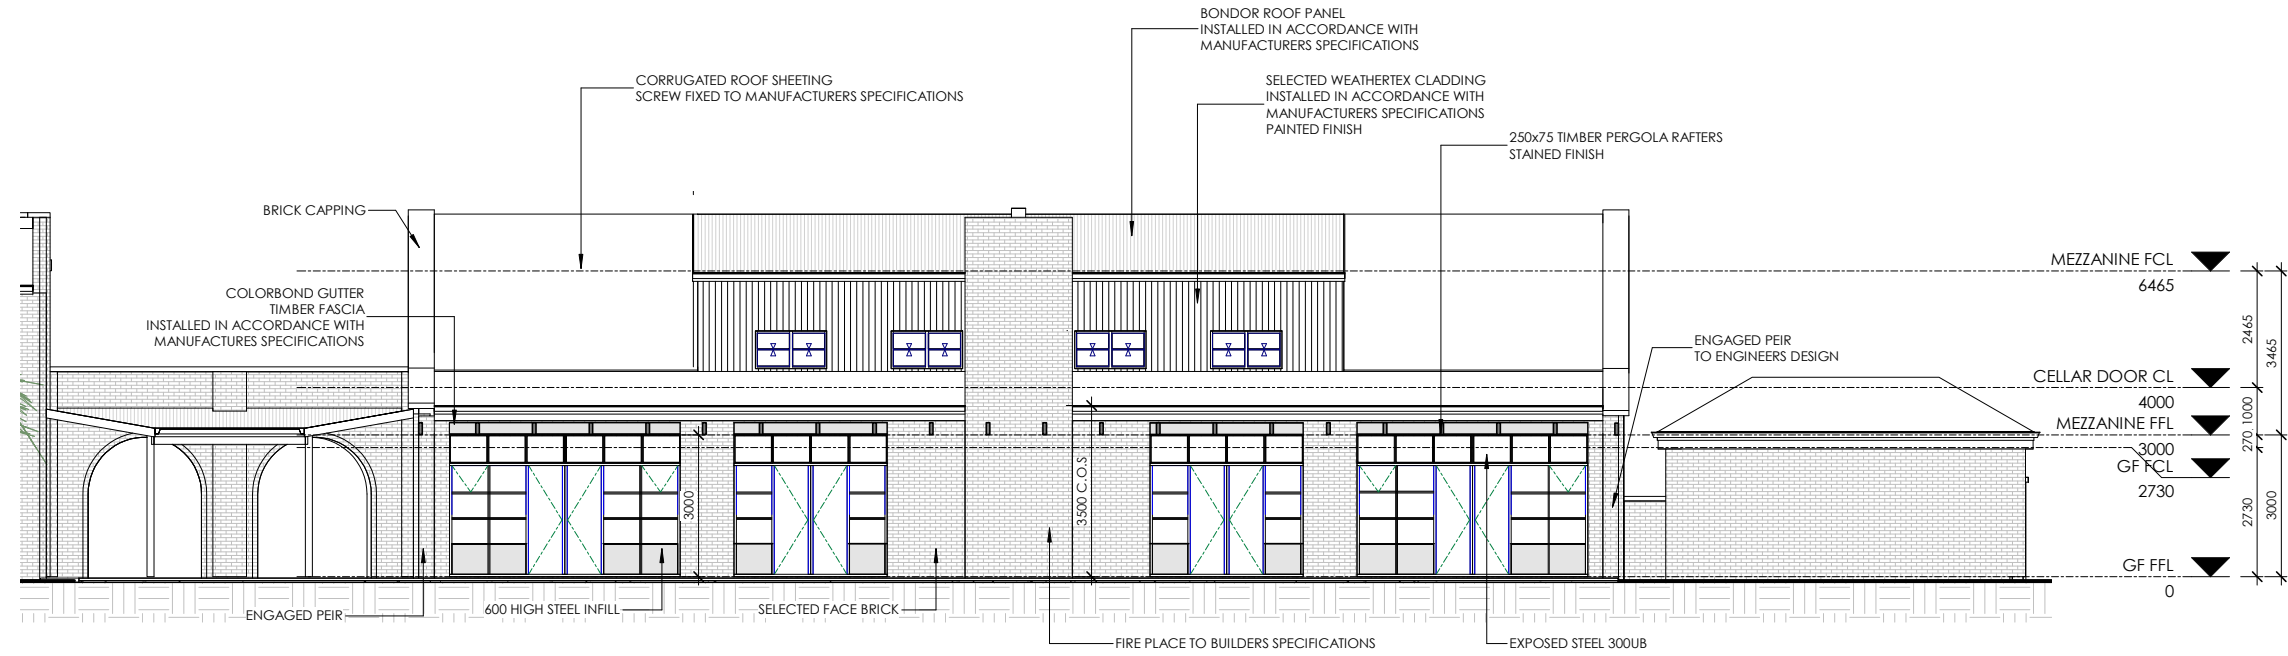 BONDOR ROOF PANEL
INSTALLED IN ACCORDANCE WITH
MANUFACTURERS SPECIFICATIONS
CORRUGATED ROOF SHEETING
SCREW FIXED TO MANUFACTURERS SPECIFICATIONS
SELECTED WEATHERTEX CLADDING
INSTALLED IN ACCORDANCE WITH
MANUFACTURERS SPECIFICATIONS
PAINTED FINISH
250x75 TIMBER PERGOLA RAFTERS
STAINED FINISH
BRICK CAPPING
COLORBOND GUTTER
TIMBER FASCIA
INSTALLED IN ACCORDANCE WITH
MANUFACTURES SPECIFICATIONS
ENGAGED PEIR
TO ENGINEERS DESIGN
MEZZANINE FCL
6465
CELLAR DOOR CL
4000
MEZZANINE FFL
3000
GF FCL
2730
GF FFL
0
2465
3465
1000
270
2730
3000
3000
3500 C.O.S
ENGAGED PEIR
600 HIGH STEEL INFILL
SELECTED FACE BRICK
FIRE PLACE TO BUILDERS SPECIFICATIONS
EXPOSED STEEL 300UB